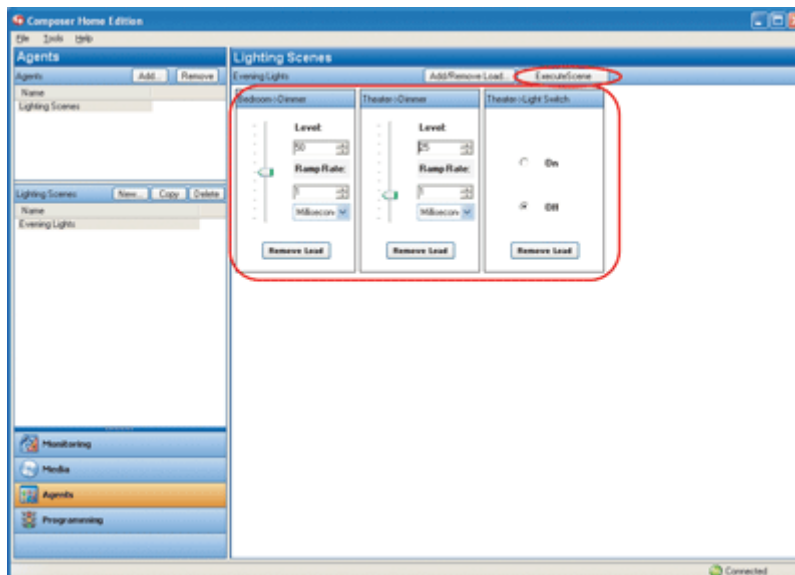 Composer Home Edition
File Tools Help
Agents
Agents Add... Remove
Name
Lighting Scenes
Lighting Scenes New... Copy Delete
Name
Evening Lights
Monitoring
Media
Agents
Programming
Lighting Scenes
Evening Lights Add/Remove Load... Execute Scene
Bedroom->Dimmer
Level:
50
Ramp Rate:
1
Millisecon
Remove Load
Theater->Dimmer
Level:
25
Ramp Rate:
1
Millisecon
Remove Load
Theater->Light Switch
On
Off
Remove Load
Connected